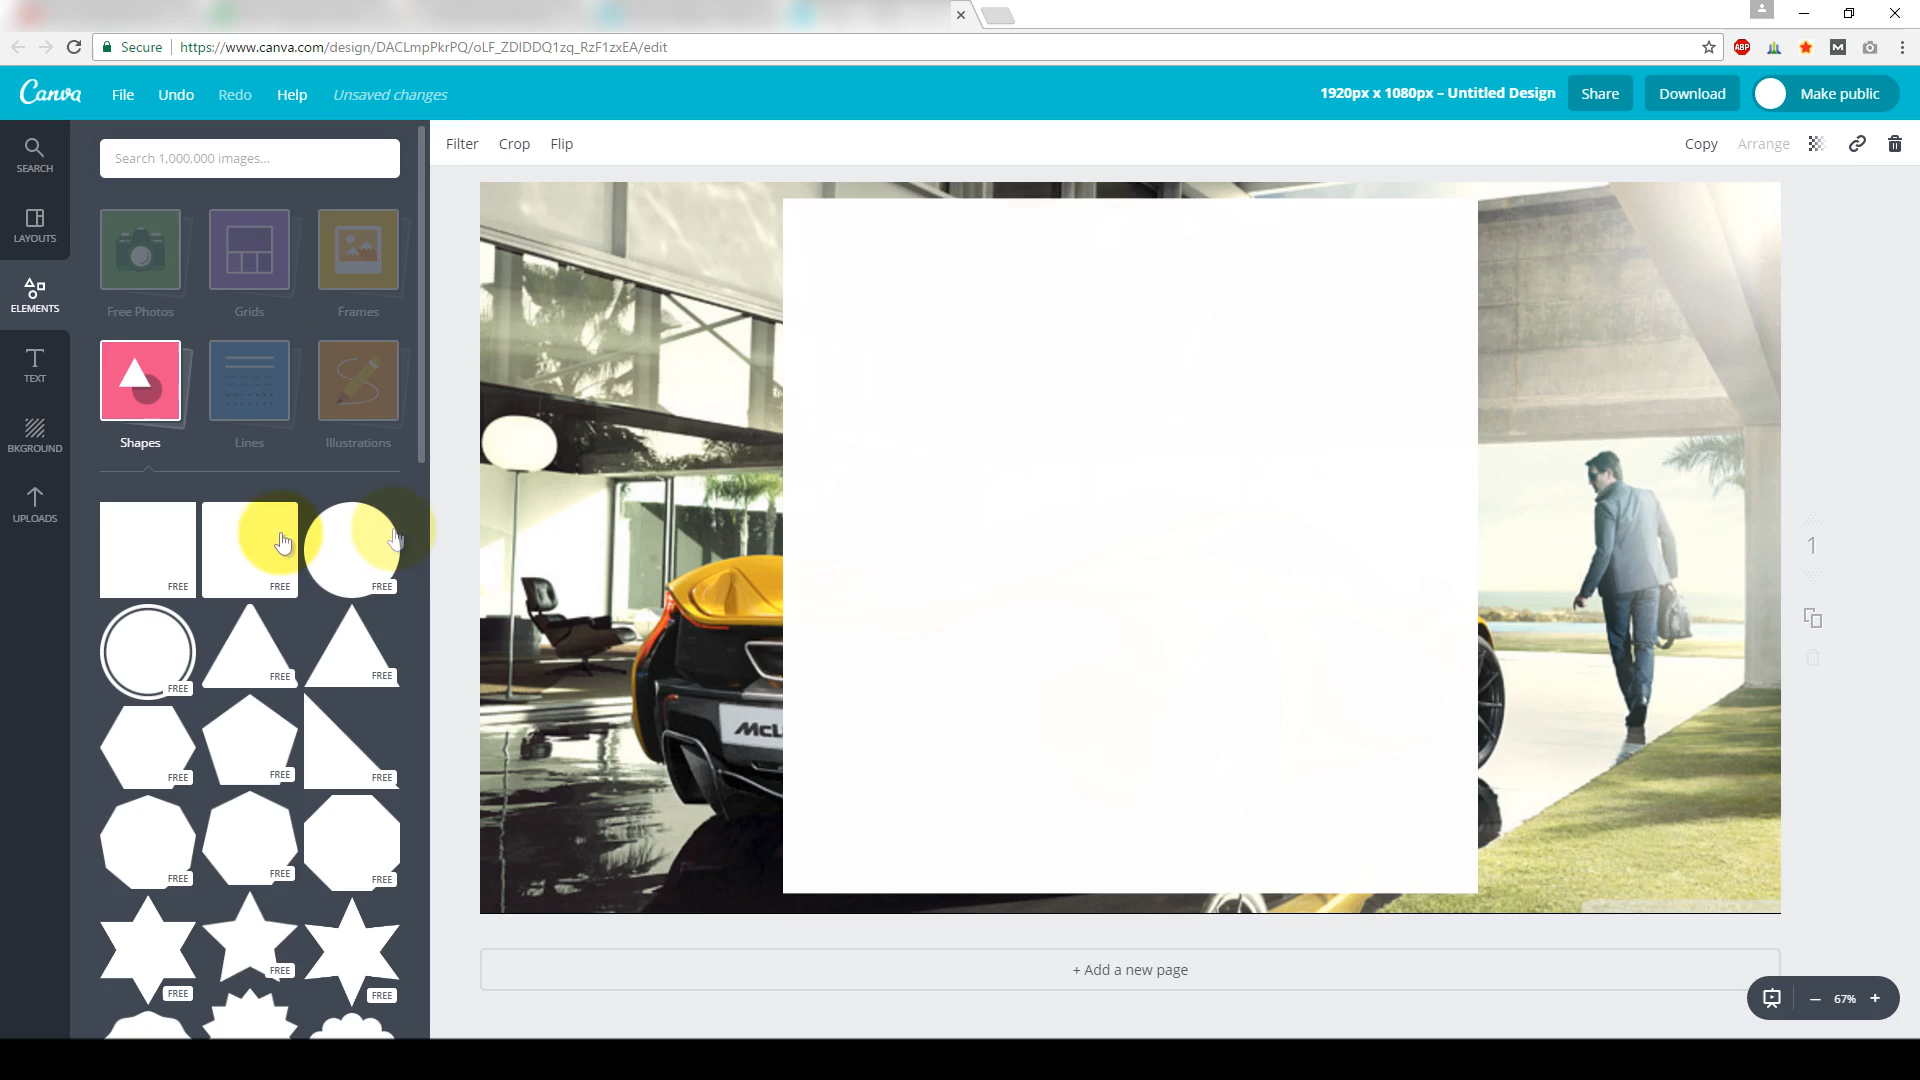 Secure https://www.canva.com/design/DACLmpPkrPQ/oLF_ZDIDDQ1zq_RzF1zxEA/edit
ABP
M
Canva File Undo Redo Help Unsaved changes 1920px x 1080px – Untitled Design Share Download Make public
SEARCH
LAYOUTS
ELEMENTS
TEXT
BKGROUND
UPLOADS
Search 1,000,000 images...
Free Photos Grids Frames
Shapes Lines Illustrations
FREE FREE FREE
FREE FREE FREE
FREE FREE FREE
FREE FREE FREE
FREE FREE FREE
Filter Crop Flip Copy Arrange
McL
1
+ Add a new page
67%